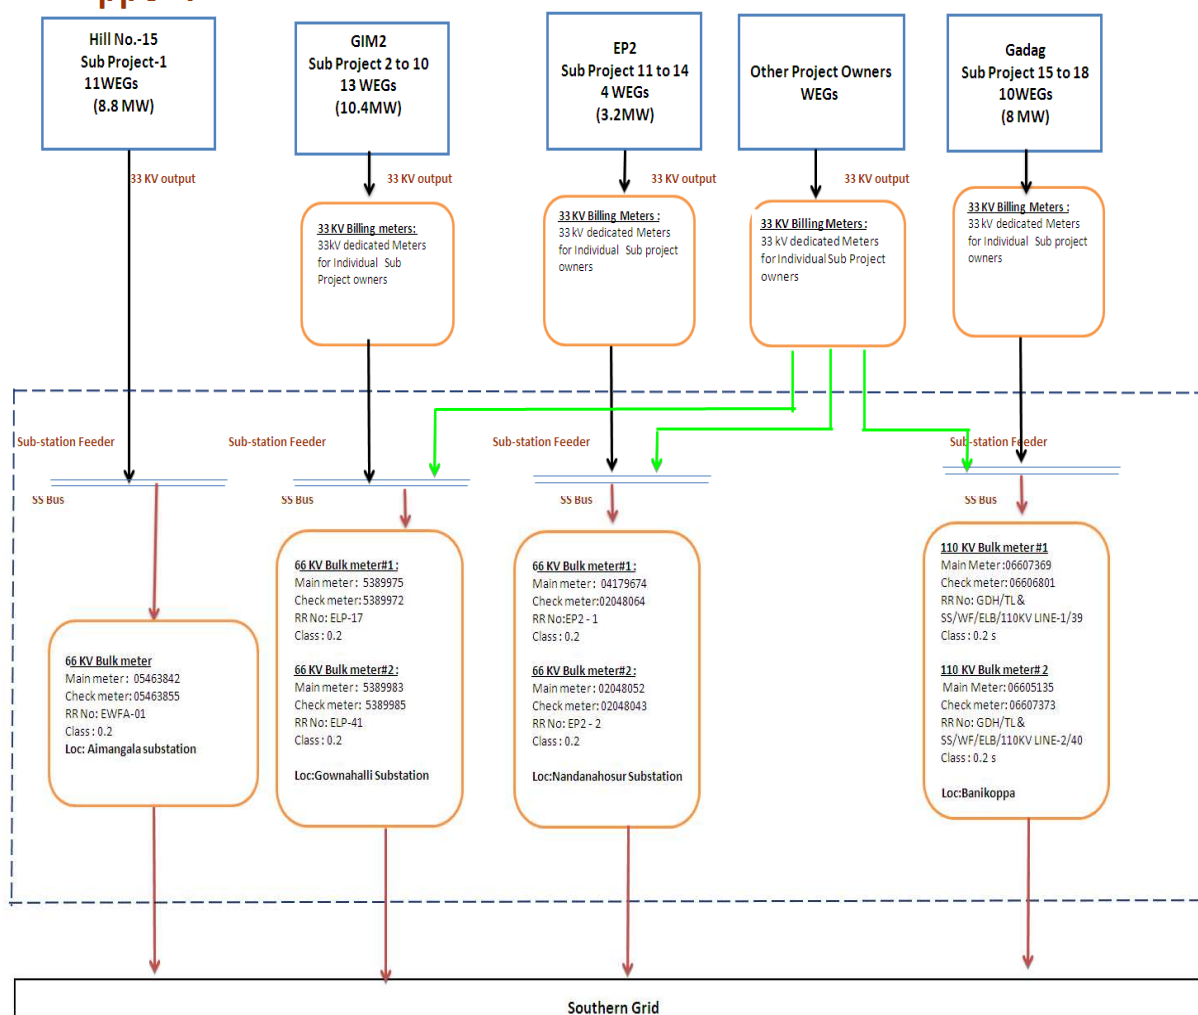 Hill No.-15
Sub Project-1
11WEGs
(8.8 MW)
GIM2
Sub Project 2 to 10
13 WEGs
(10.4MW)
EP2
Sub Project 11 to 14
4 WEGs
(3.2MW)
Other Project Owners
WEGs
Gadag
Sub Project 15 to 18
10WEGs
(8 MW)
33 KV output
33 KV output
33 KV output
33 KV output
33 KV Billing meters:
33kV dedicated Meters
for Individual Sub
Project owners
33 KV Billing Meters :
33 kV dedicated Meters
for Individual Sub project
owners
33 KV Billing Meters :
33 kV dedicated Meters
for Individual Sub Project
owners
33 KV Billing Meters :
33 kV dedicated Meters
for Individual Sub project
owners
Sub-station Feeder
Sub-station Feeder
Sub-station Feeder
Sub-station Feeder
SS Bus
SS Bus
SS Bus
SS Bus
66 KV Bulk meter
Main meter : 05463842
Check meter:05463855
RR No: EWFA-01
Class : 0.2
Loc: Aimangala substation
66 KV Bulk meter#1 :
Main meter : 5389975
Check meter:5389972
RR No: ELP-17
Class : 0.2
66 KV Bulk meter#2 :
Main meter : 5389983
Check meter: 5389985
RR No: ELP-41
Class : 0.2
Loc:Gownahalli Substation
66 KV Bulk meter#1 :
Main meter : 04179674
Check meter:02048064
RR No:EP2 - 1
Class : 0.2
66 KV Bulk meter#2 :
Main meter : 02048052
Check meter:02048043
RR No: EP2 - 2
Class : 0.2
Loc:Nandanahosur Substation
110 KV Bulk meter#1
Main Meter :06607369
Check meter:06606801
RR No: GDH/TL &
SS/WF/ELB/110KV LINE-1/39
Class : 0.2 s
110 KV Bulk meter# 2
Main Meter :06605135
Check meter:06607373
RR No: GDH/TL &
SS/WF/ELB/110KV LINE-2/40
Class : 0.2 s
Loc:Banikoppa
Southern Grid